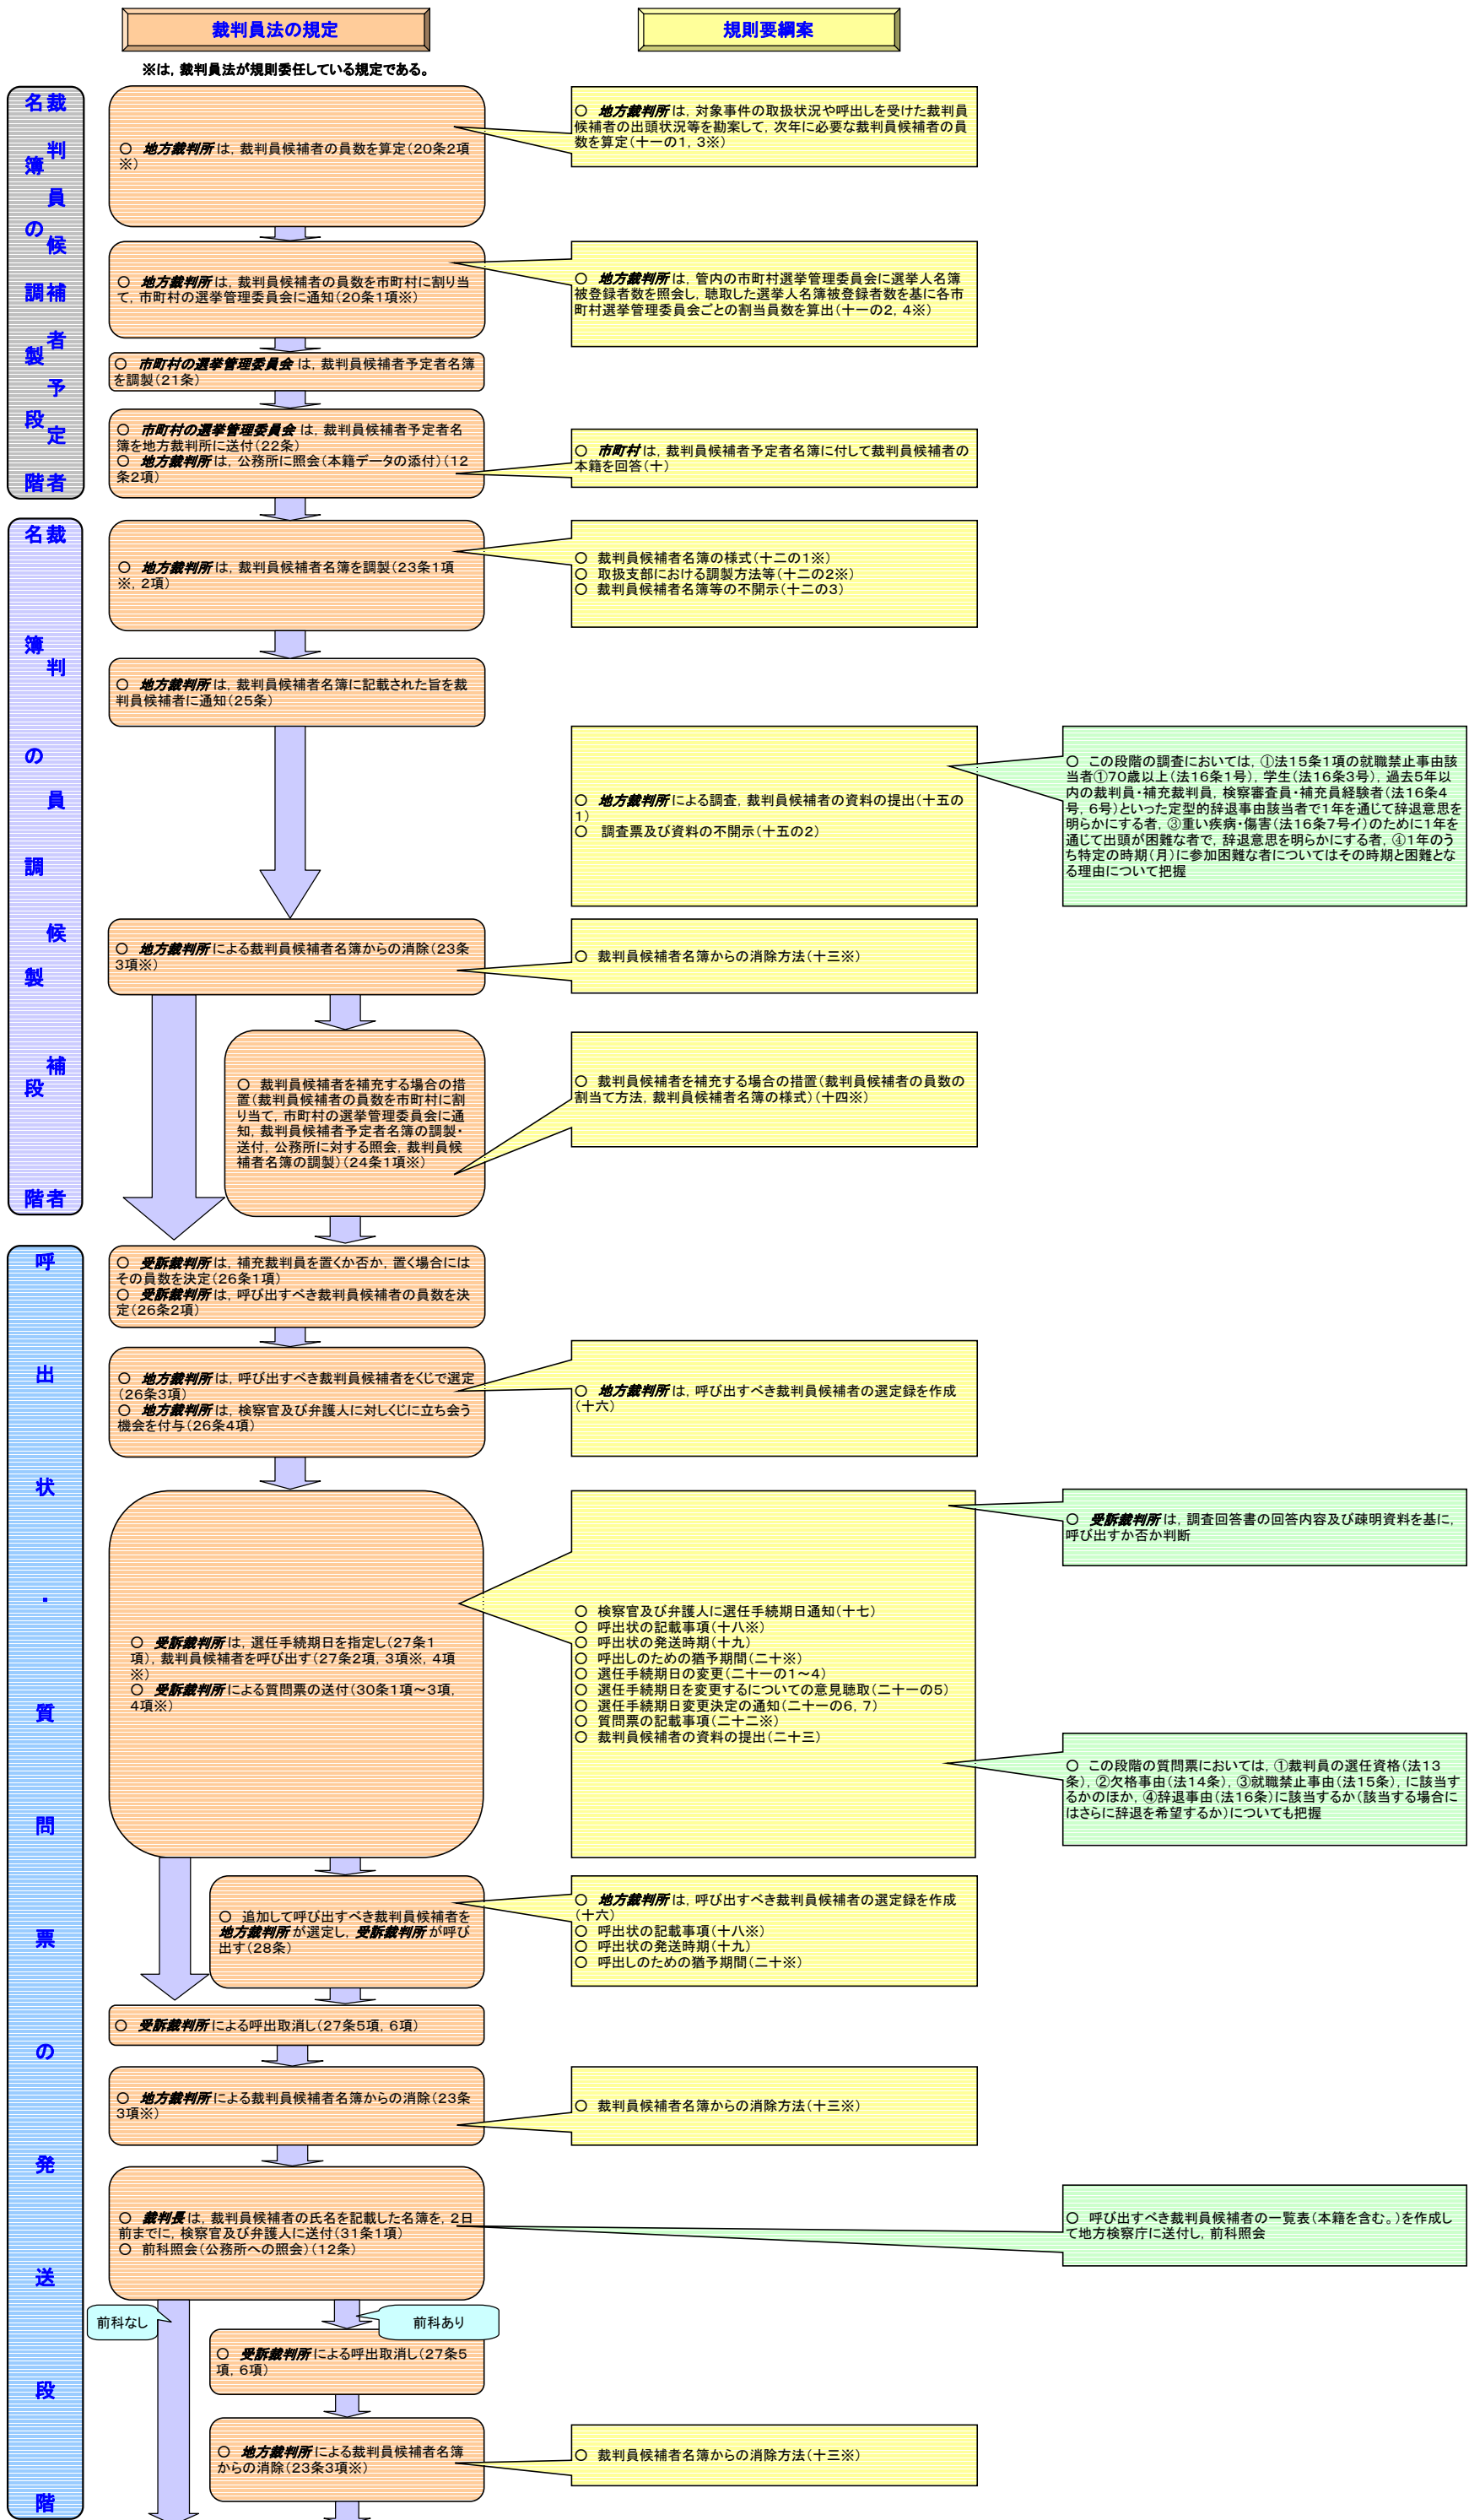 裁判員法の規定
規則要綱案
※は，裁判員法が規則委任している規定である。
裁判員候補者予定者
名簿の調製段階
○　地方裁判所は，裁判員候補者の員数を算定（２０条２項
※）
○　地方裁判所は，対象事件の取扱状況や呼出しを受けた裁判員
候補者の出頭状況等を勘案して，次年に必要な裁判員候補者の員
数を算定（十一の１，３※）
○　地方裁判所は，裁判員候補者の員数を市町村に割り当
て，市町村の選挙管理委員会に通知（２０条１項※）
○　地方裁判所は，管内の市町村選挙管理委員会に選挙人名簿
被登録者数を照会し，聴取した選挙人名簿被登録者数を基に各市
町村選挙管理委員会ごとの割当員数を算出（十一の２，４※）
○　市町村の選挙管理委員会は，裁判員候補者予定者名簿
を調製（２１条）
○　市町村の選挙管理委員会は，裁判員候補者予定者名
簿を地方裁判所に送付（２２条）
○　地方裁判所は，公務所に照会（本籍データの添付）（１２
条２項）
○　市町村は，裁判員候補者予定者名簿に付して裁判員候補者の
本籍を回答（十）
裁判員候補者
名簿の調製段階
○　地方裁判所は，裁判員候補者名簿を調製（２３条１項
※，２項）
○　裁判員候補者名簿の様式（十二の１※）
○　取扱支部における調製方法等（十二の２※）
○　裁判員候補者名簿等の不開示（十二の３）
○　地方裁判所は，裁判員候補者名簿に記載された旨を裁
判員候補者に通知（２５条）
○　地方裁判所による調査，裁判員候補者の資料の提出（十五の
１）
○　調査票及び資料の不開示（十五の２）
○　この段階の調査においては，①法１５条１項の就職禁止事由該
当者①７０歳以上（法１６条１号），学生（法１６条３号），過去５年以
内の裁判員・補充裁判員，検察審査員・補充員経験者（法１６条４
号，６号）といった定型的辞退事由該当者で１年を通じて辞退意思を
明らかにする者，③重い疾病・傷害（法１６条７号イ）のために１年を
通じて出頭が困難な者で，辞退意思を明らかにする者，④１年のう
ち特定の時期（月）に参加困難な者についてはその時期と困難とな
る理由について把握
○　地方裁判所による裁判員候補者名簿からの消除（２３条
３項※）
○　裁判員候補者名簿からの消除方法（十三※）
○　裁判員候補者を補充する場合の措
置（裁判員候補者の員数を市町村に割
り当て，市町村の選挙管理委員会に通
知，裁判員候補者予定者名簿の調製・
送付，公務所に対する照会，裁判員候
補者名簿の調製）（２４条１項※）
○　裁判員候補者を補充する場合の措置（裁判員候補者の員数の
割当て方法，裁判員候補者名簿の様式）（十四※）
呼出状・質問票の発送段階
○　受訴裁判所は，補充裁判員を置くか否か，置く場合には
その員数を決定（２６条１項）
○　受訴裁判所は，呼び出すべき裁判員候補者の員数を決
定（２６条２項）
○　地方裁判所は，呼び出すべき裁判員候補者をくじで選定
（２６条３項）
○　地方裁判所は，検察官及び弁護人に対しくじに立ち会う
機会を付与（２６条４項）
○　地方裁判所は，呼び出すべき裁判員候補者の選定録を作成
（十六）
○　受訴裁判所は，選任手続期日を指定し（２７条１
項），裁判員候補者を呼び出す（２７条２項，３項※，４項
※）
○　受訴裁判所による質問票の送付（３０条１項～３項，
４項※）
○　検察官及び弁護人に選任手続期日通知（十七）
○　呼出状の記載事項（十八※）
○　呼出状の発送時期（十九）
○　呼出しのための猶予期間（二十※）
○　選任手続期日の変更（二十一の１～４）
○　選任手続期日を変更するについての意見聴取（二十一の５）
○　選任手続期日変更決定の通知（二十一の６，７）
○　質問票の記載事項（二十二※）
○　裁判員候補者の資料の提出（二十三）
○　受訴裁判所は，調査回答書の回答内容及び疎明資料を基に，
呼び出すか否か判断
○　この段階の質問票においては，①裁判員の選任資格（法１３
条），②欠格事由（法１４条），③就職禁止事由（法１５条），に該当す
るかのほか，④辞退事由（法１６条）に該当するか（該当する場合に
はさらに辞退を希望するか）についても把握
○　追加して呼び出すべき裁判員候補者を
地方裁判所が選定し，受訴裁判所が呼び
出す（２８条）
○　地方裁判所は，呼び出すべき裁判員候補者の選定録を作成
（十六）
○　呼出状の記載事項（十八※）
○　呼出状の発送時期（十九）
○　呼出しのための猶予期間（二十※）
○　受訴裁判所による呼出取消し（２７条５項，６項）
○　地方裁判所による裁判員候補者名簿からの消除（２３条
３項※）
○　裁判員候補者名簿からの消除方法（十三※）
○　裁判長は，裁判員候補者の氏名を記載した名簿を，２日
前までに，検察官及び弁護人に送付（３１条１項）
○　前科照会（公務所への照会）（１２条）
○　呼び出すべき裁判員候補者の一覧表（本籍を含む。）を作成し
て地方検察庁に送付し，前科照会
前科なし
前科あり
○　受訴裁判所による呼出取消し（２７条５
項，６項）
○　地方裁判所による裁判員候補者名簿
からの消除（２３条３項※）
○　裁判員候補者名簿からの消除方法（十三※）